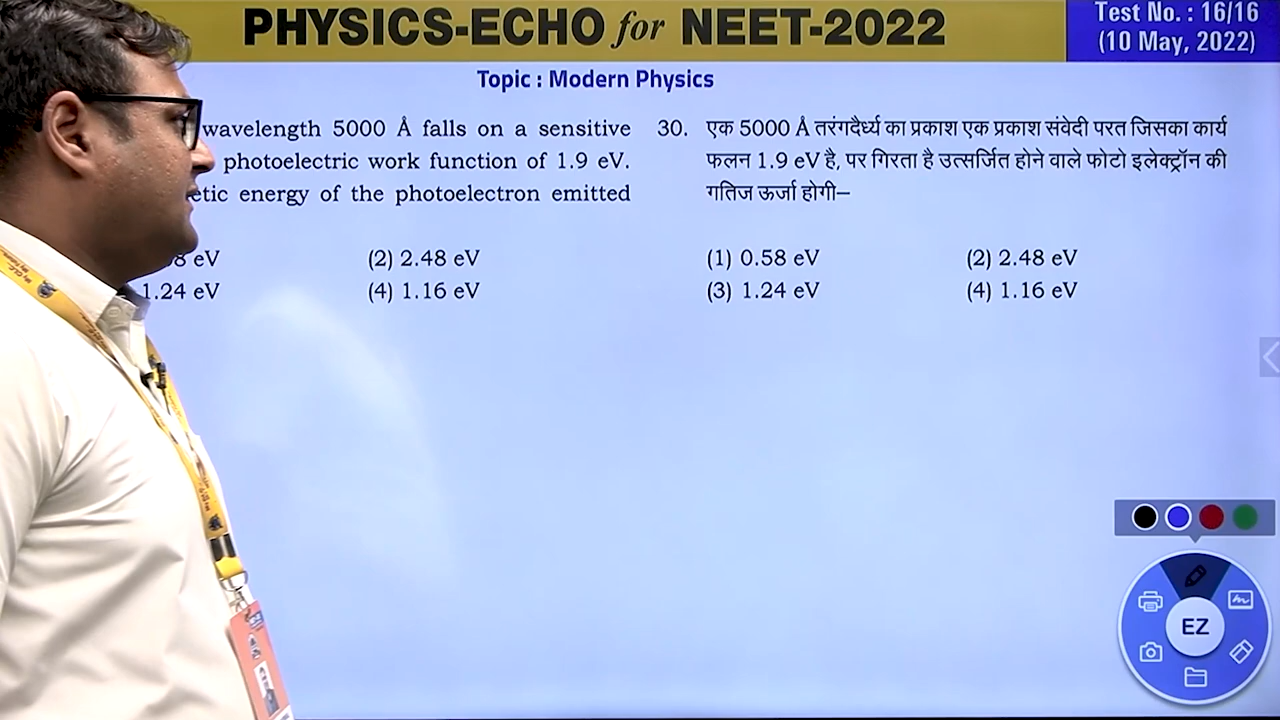 PHYSICS-ECHO for NEET-2022
Test No. : 16/16
(10 May, 2022)
Topic : Modern Physics
wavelength 5000 Å falls on a sensitive
photoelectric work function of 1.9 eV.
energy of the photoelectron emitted
eV
(2) 2.48 eV
1.24 eV
(4) 1.16 eV
30. एक 5000 Å तरंगदैर्ध्य का प्रकाश एक प्रकाश संवेदी परत जिसका कार्य
फलन 1.9 eV है, पर गिरता है उत्सर्जित होने वाले फोटो इलेक्ट्रॉन की
गतिज ऊर्जा होगी–
(1) 0.58 eV
(2) 2.48 eV
(3) 1.24 eV
(4) 1.16 eV
EZ